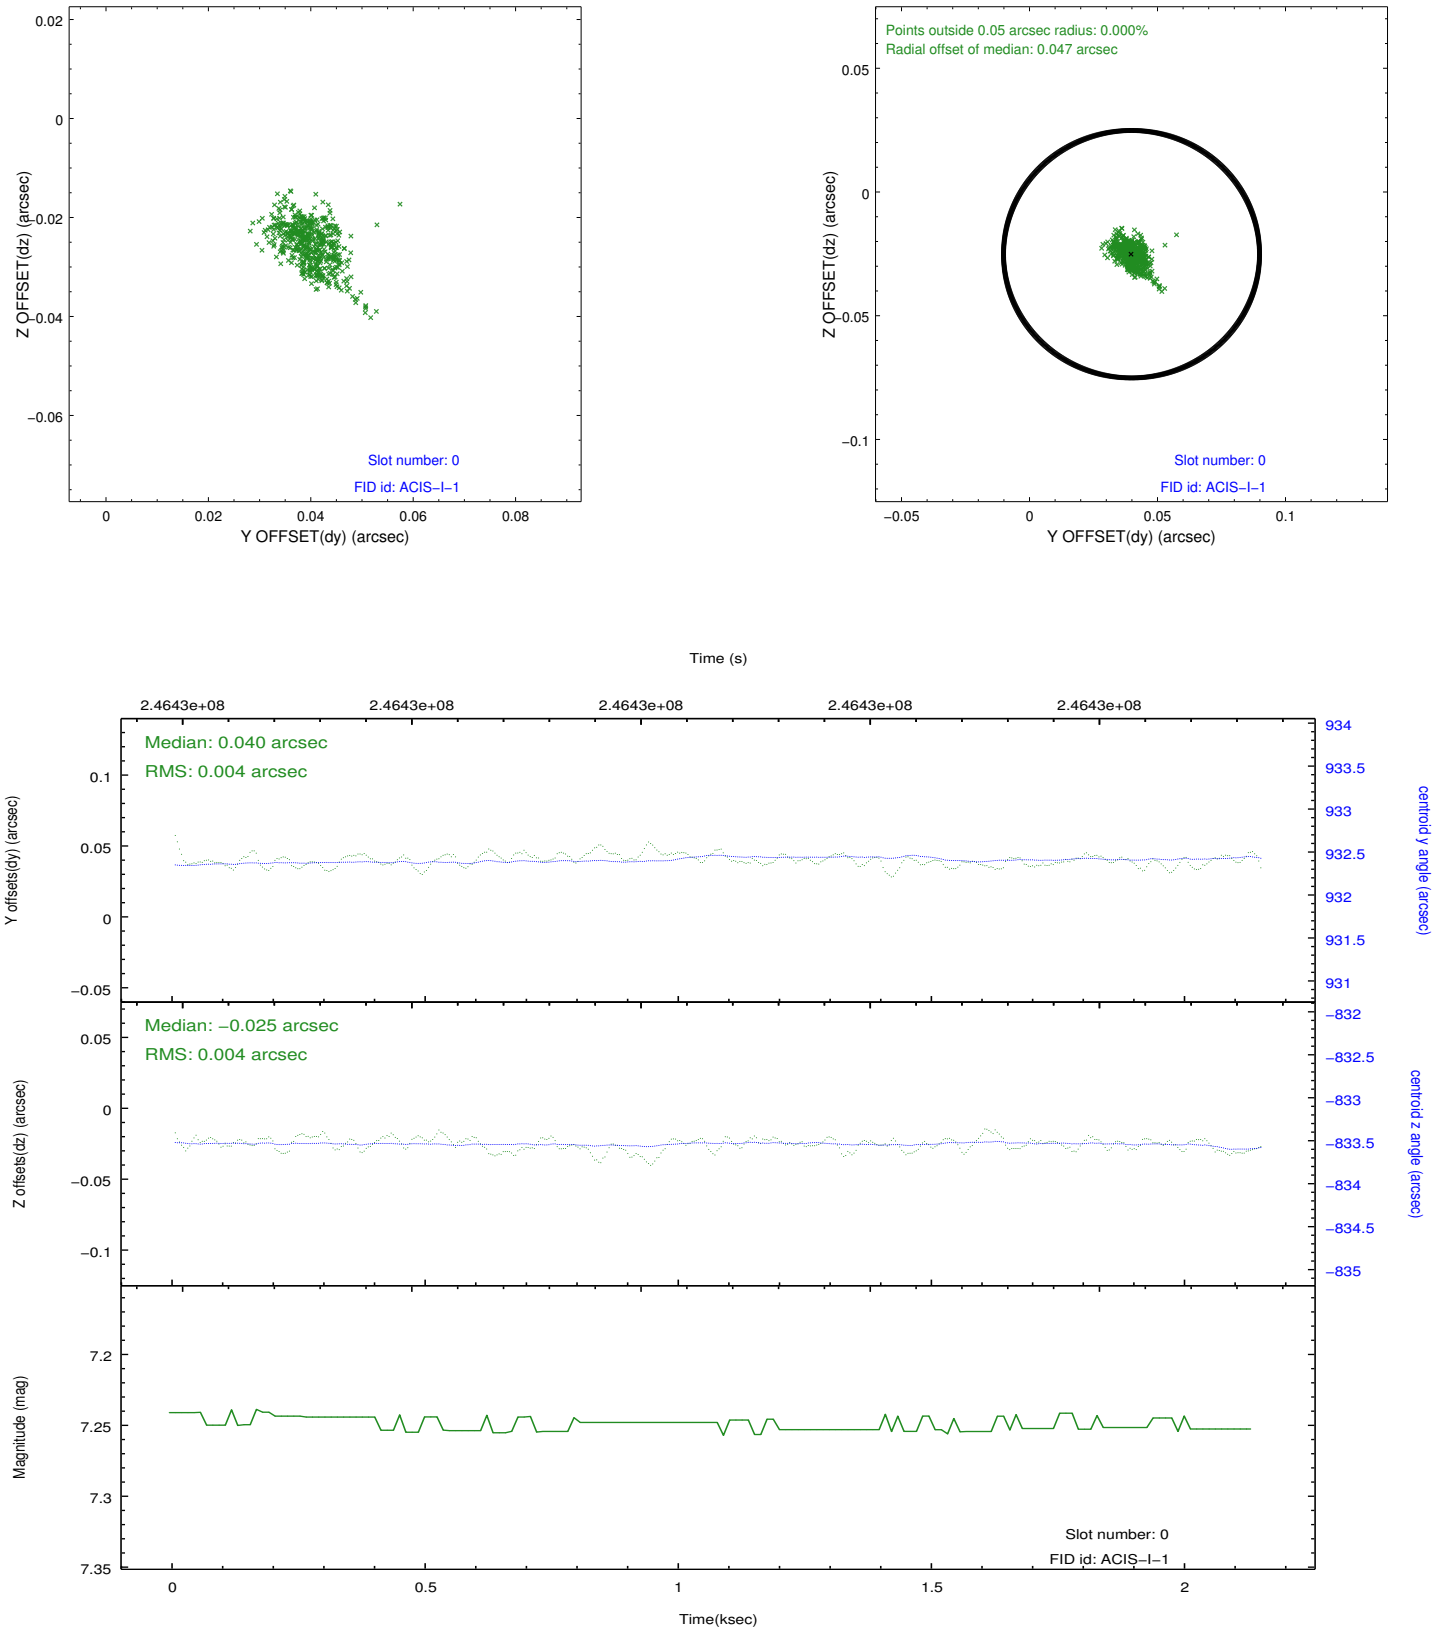 0.02
0
−0.02
−0.04
−0.06
Z OFFSET(dz) (arcsec)
Slot number: 0
FID id: ACIS−I−1
0
0.02
0.04
0.06
0.08
Y OFFSET(dy) (arcsec)
Points outside 0.05 arcsec radius: 0.000%
Radial offset of median: 0.047 arcsec
0.05
0
−0.05
−0.1
Z OFFSET(dz) (arcsec)
Slot number: 0
FID id: ACIS−I−1
−0.05
0
0.05
0.1
Y OFFSET(dy) (arcsec)
Time (s)
2.4643e+08
2.4643e+08
2.4643e+08
2.4643e+08
2.4643e+08
Median: 0.040 arcsec
RMS: 0.004 arcsec
0.1
0.05
0
−0.05
Y offsets(dy) (arcsec)
934
933.5
933
932.5
932
931.5
931
centroid y angle (arcsec)
Median: −0.025 arcsec
RMS: 0.004 arcsec
0.05
0
−0.05
−0.1
Z offsets(dz) (arcsec)
−832
−832.5
−833
−833.5
−834
−834.5
−835
centroid z angle (arcsec)
7.2
7.25
7.3
7.35
Magnitude (mag)
Slot number: 0
FID id: ACIS−I−1
0
0.5
1
1.5
2
Time(ksec)